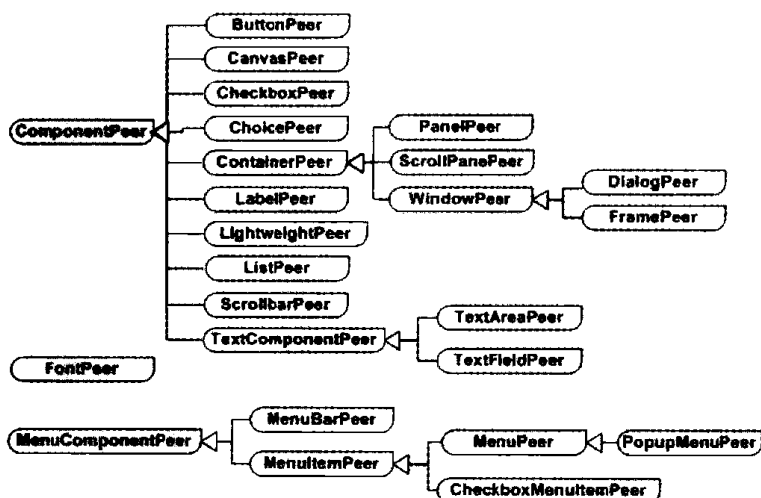 ButtonPeer
CanvasPeer
CheckboxPeer
ComponentPeer
ChoicePeer
PanelPeer
ContainerPeer
ScrollPanePeer
DialogPeer
LabelPeer
WindowPeer
FramePeer
LightweightPeer
ListPeer
ScrollbarPeer
TextAreaPeer
TextComponentPeer
TextFieldPeer
FontPeer
MenuBarPeer
MenuComponentPeer
MenuPeer
PopupMenuPeer
MenuItemPeer
CheckboxMenuItemPeer